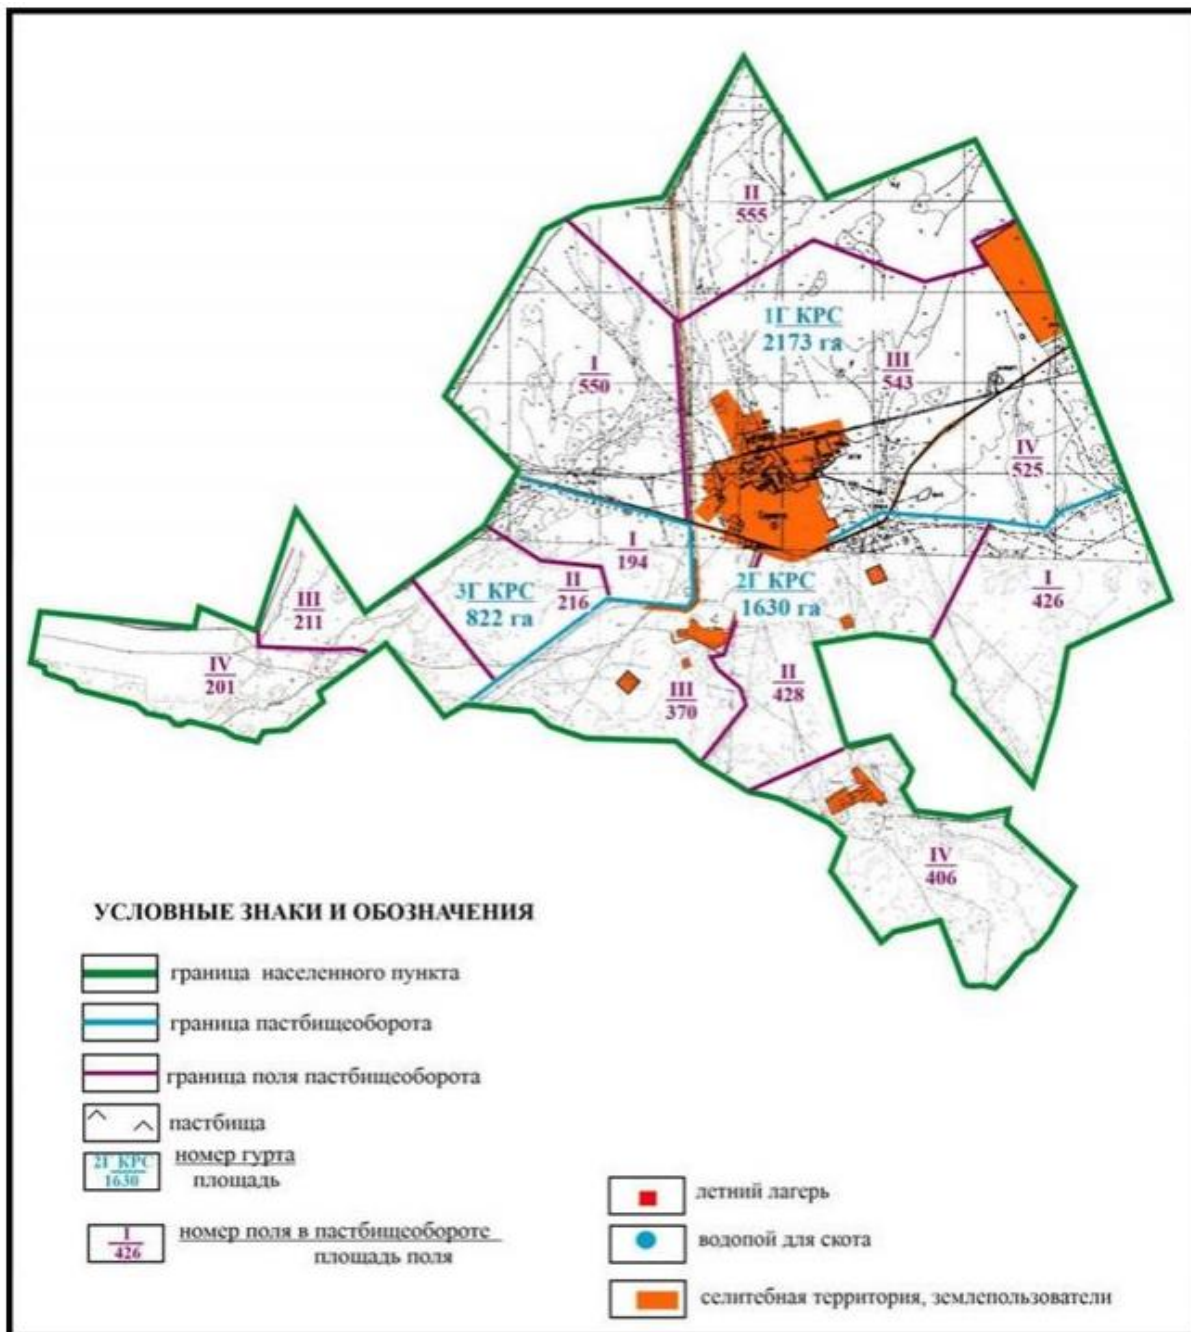 II
555
1Г КРС
2173 га
I
550
III
543
IV
525
I
194
3Г КРС
822 га
II
216
2Г КРС
1630 га
I
426
III
211
IV
201
III
370
II
428
IV
406
УСЛОВНЫЕ ЗНАКИ И ОБОЗНАЧЕНИЯ
граница населенного пункта
граница пастбищеоборота
граница поля пастбищеоборота
пастбища
2Г КРС
1630
номер гурта
площадь
I
426
номер поля в пастбищеобороте
площадь поля
летний лагерь
водопой для скота
селитебная территория, землепользователи